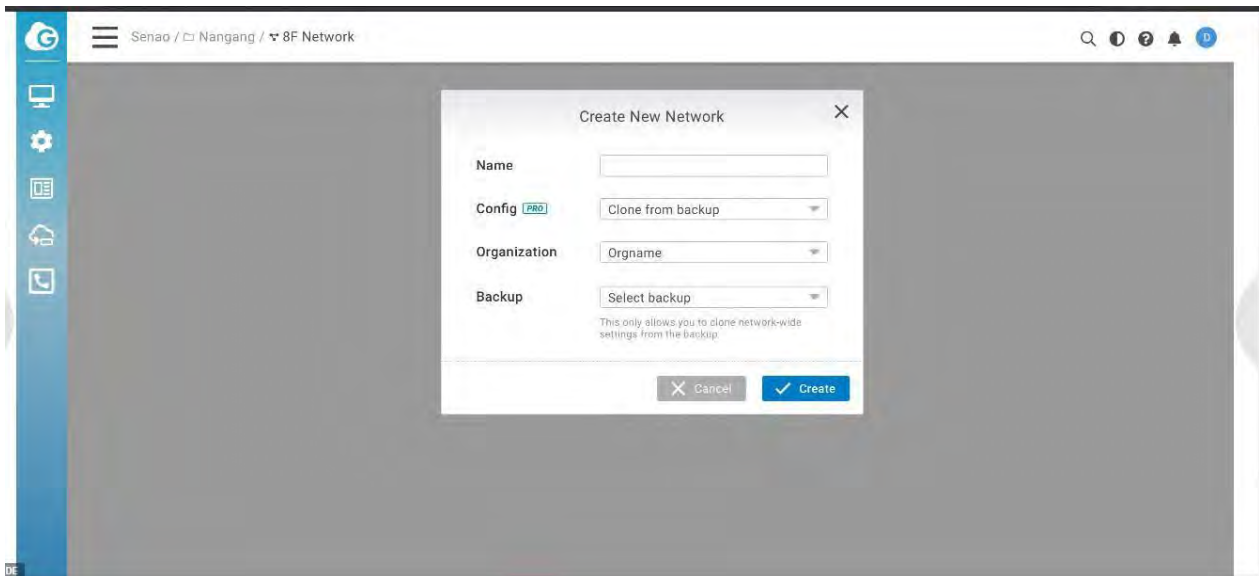 Senao / Nangang / 8F Network
D
Create New Network
Name
Config PRO
Clone from backup
Organization
Orgname
Backup
Select backup
This only allows you to clone network-wide
settings from the backup
Cancel
Create
DE